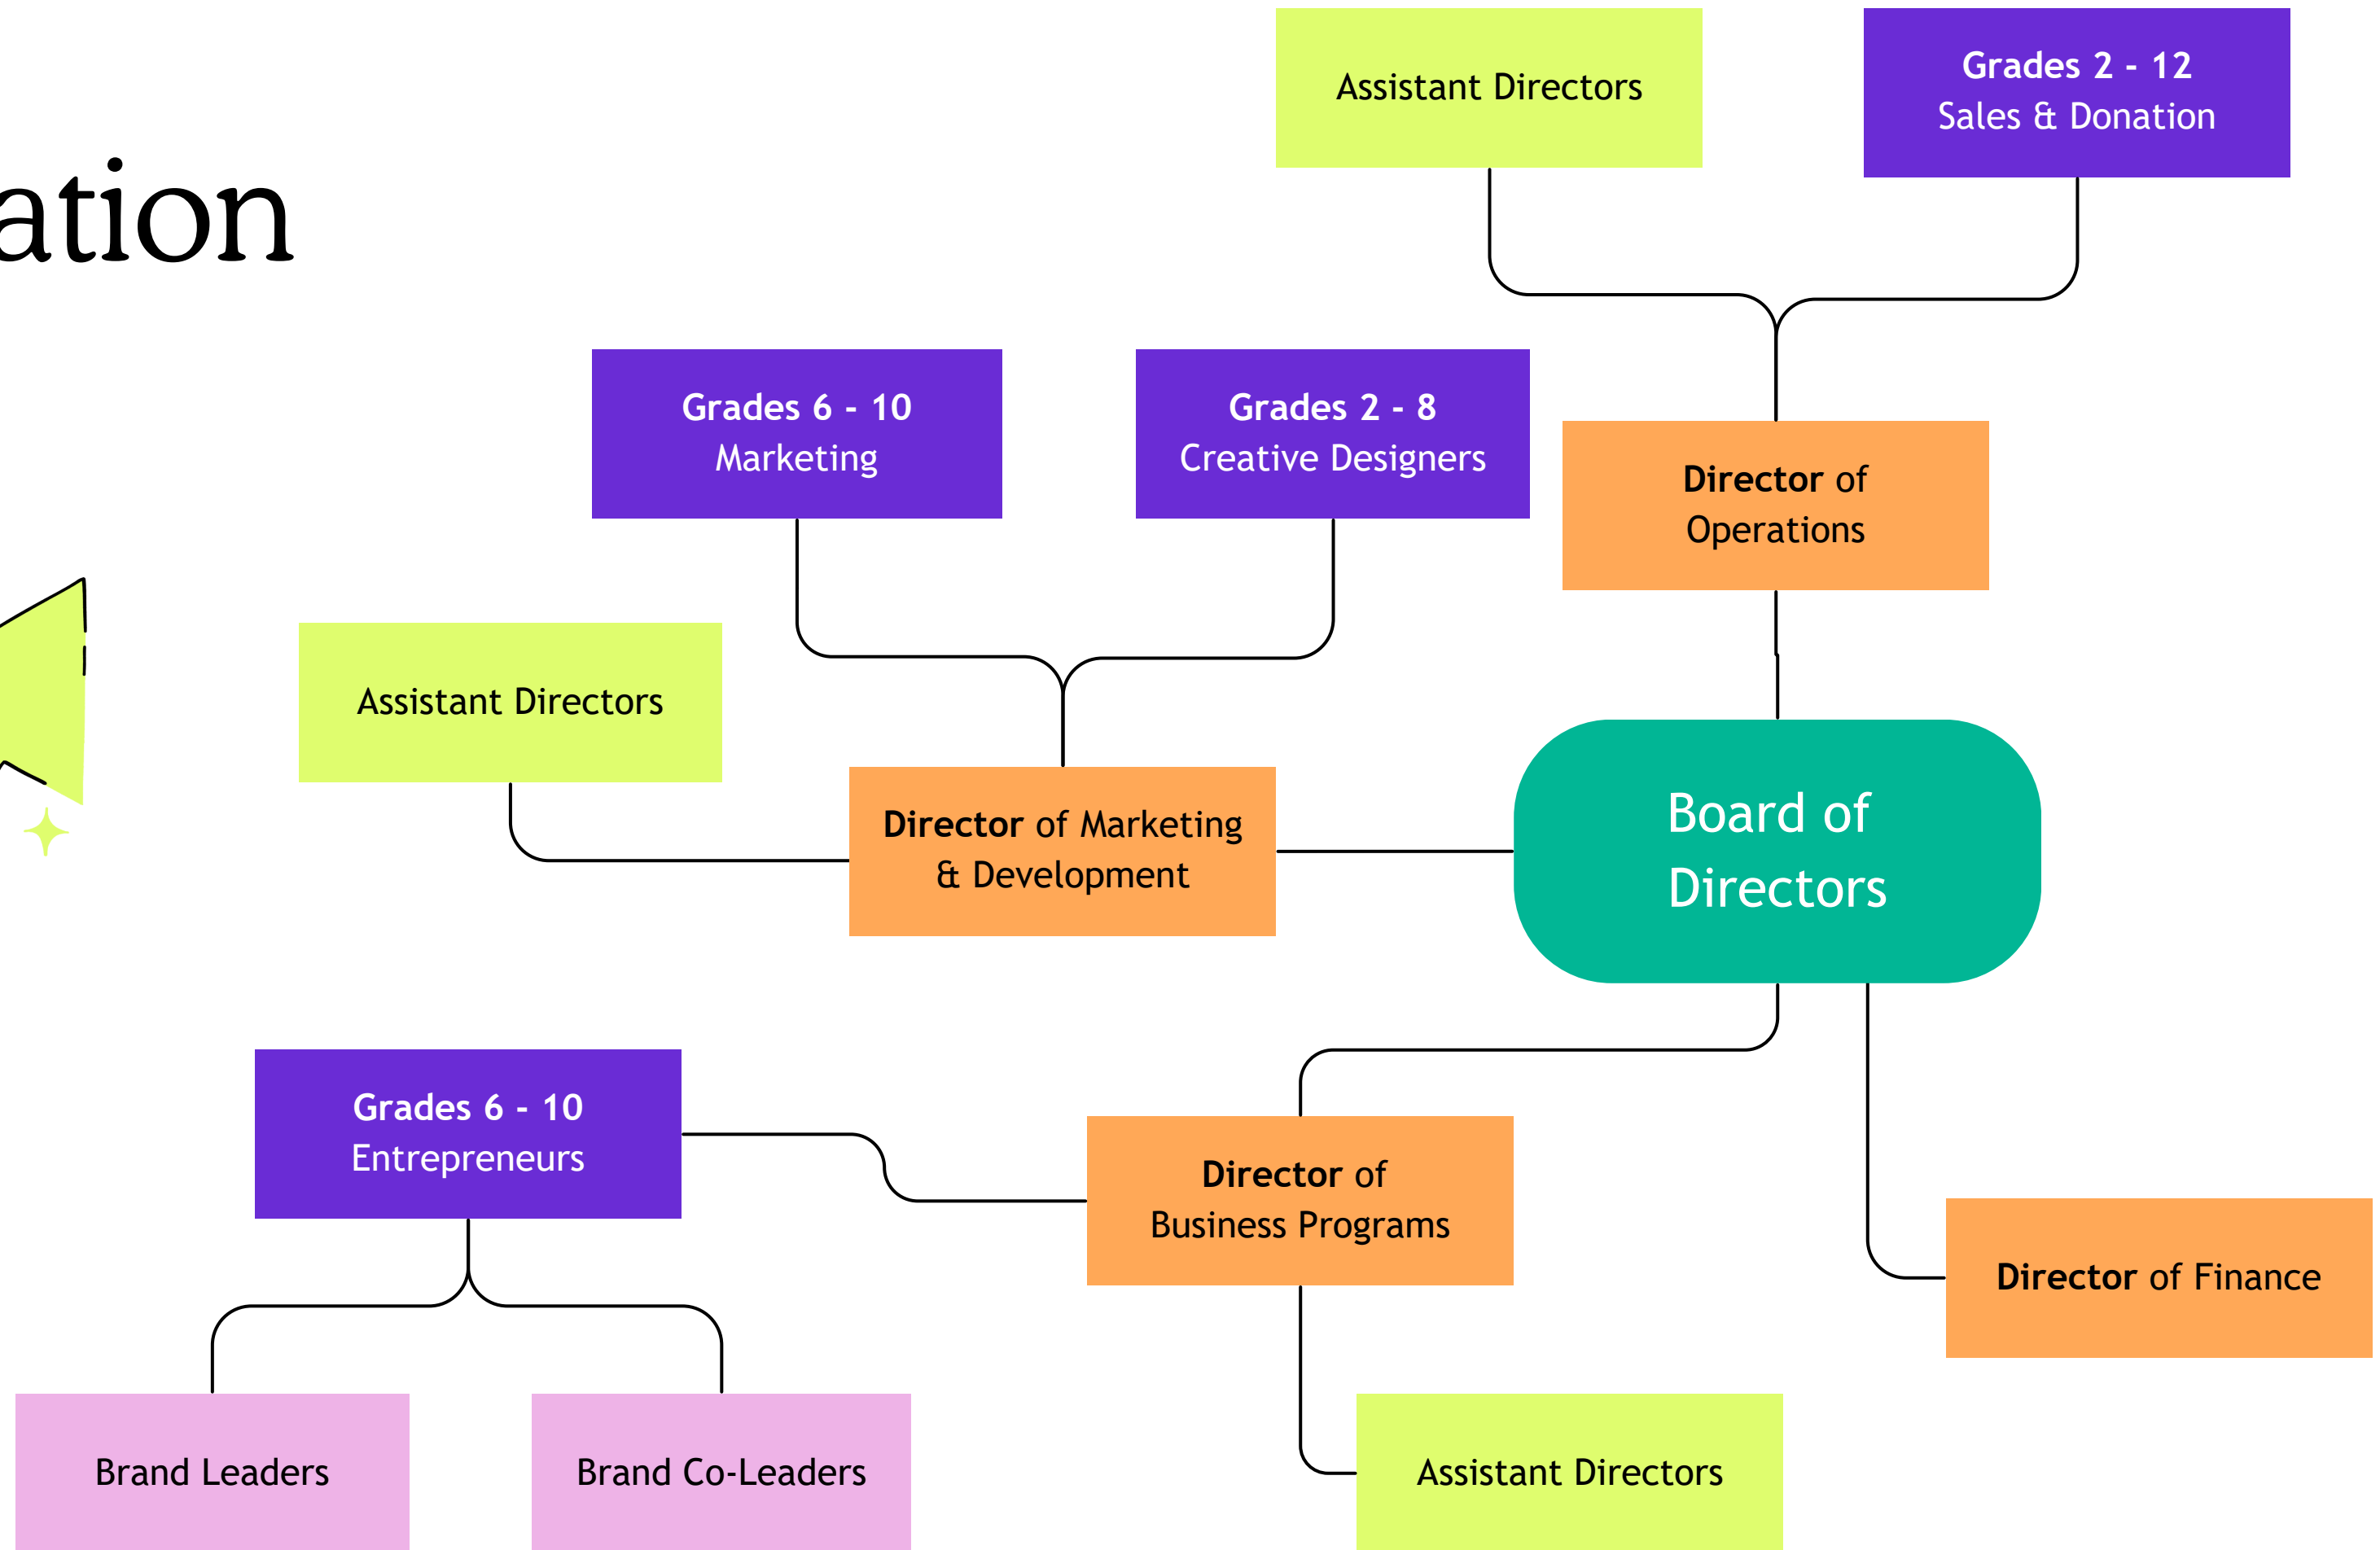 Assistant Directors
Grades 2 - 12
Sales & Donation
ation
Grades 6 - 10
Marketing
Grades 2 - 8
Creative Designers
Director of
Operations
Assistant Directors
Director of Marketing
& Development
Board of
Directors
Grades 6 - 10
Entrepreneurs
Director of
Business Programs
Director of Finance
Brand Leaders
Brand Co-Leaders
Assistant Directors